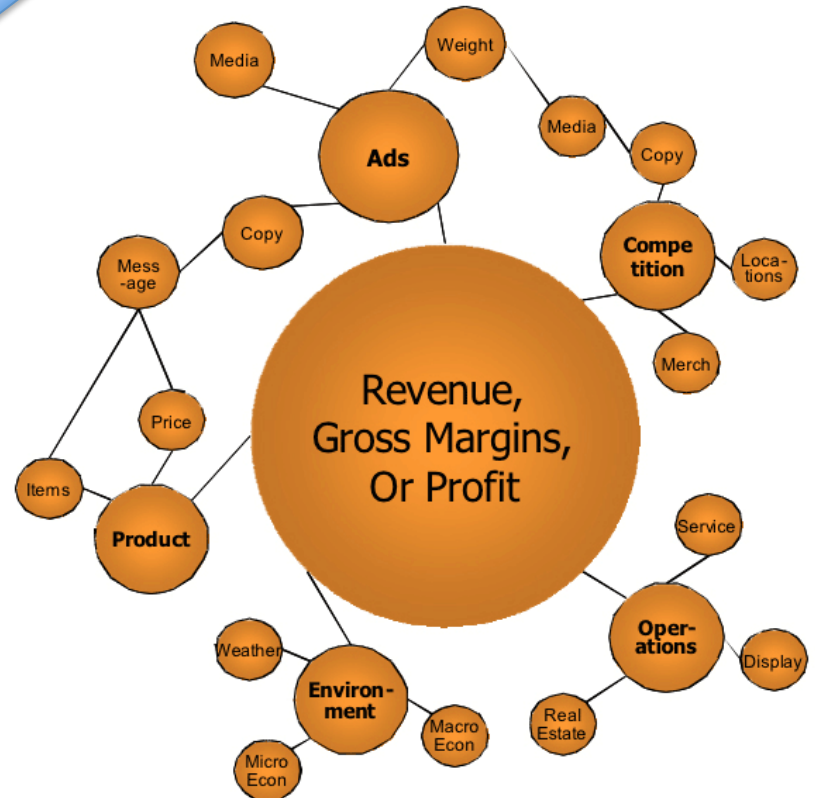 Weight
Media
Media
Ads
Copy
Copy
Compe
tition
Loca-
tions
Mess
-age
Merch
Revenue,
Gross Margins,
Or Profit
Price
Items
Product
Service
Oper-
ations
Display
Weather
Environ-
ment
Real
Estate
Macro
Econ
Micro
Econ